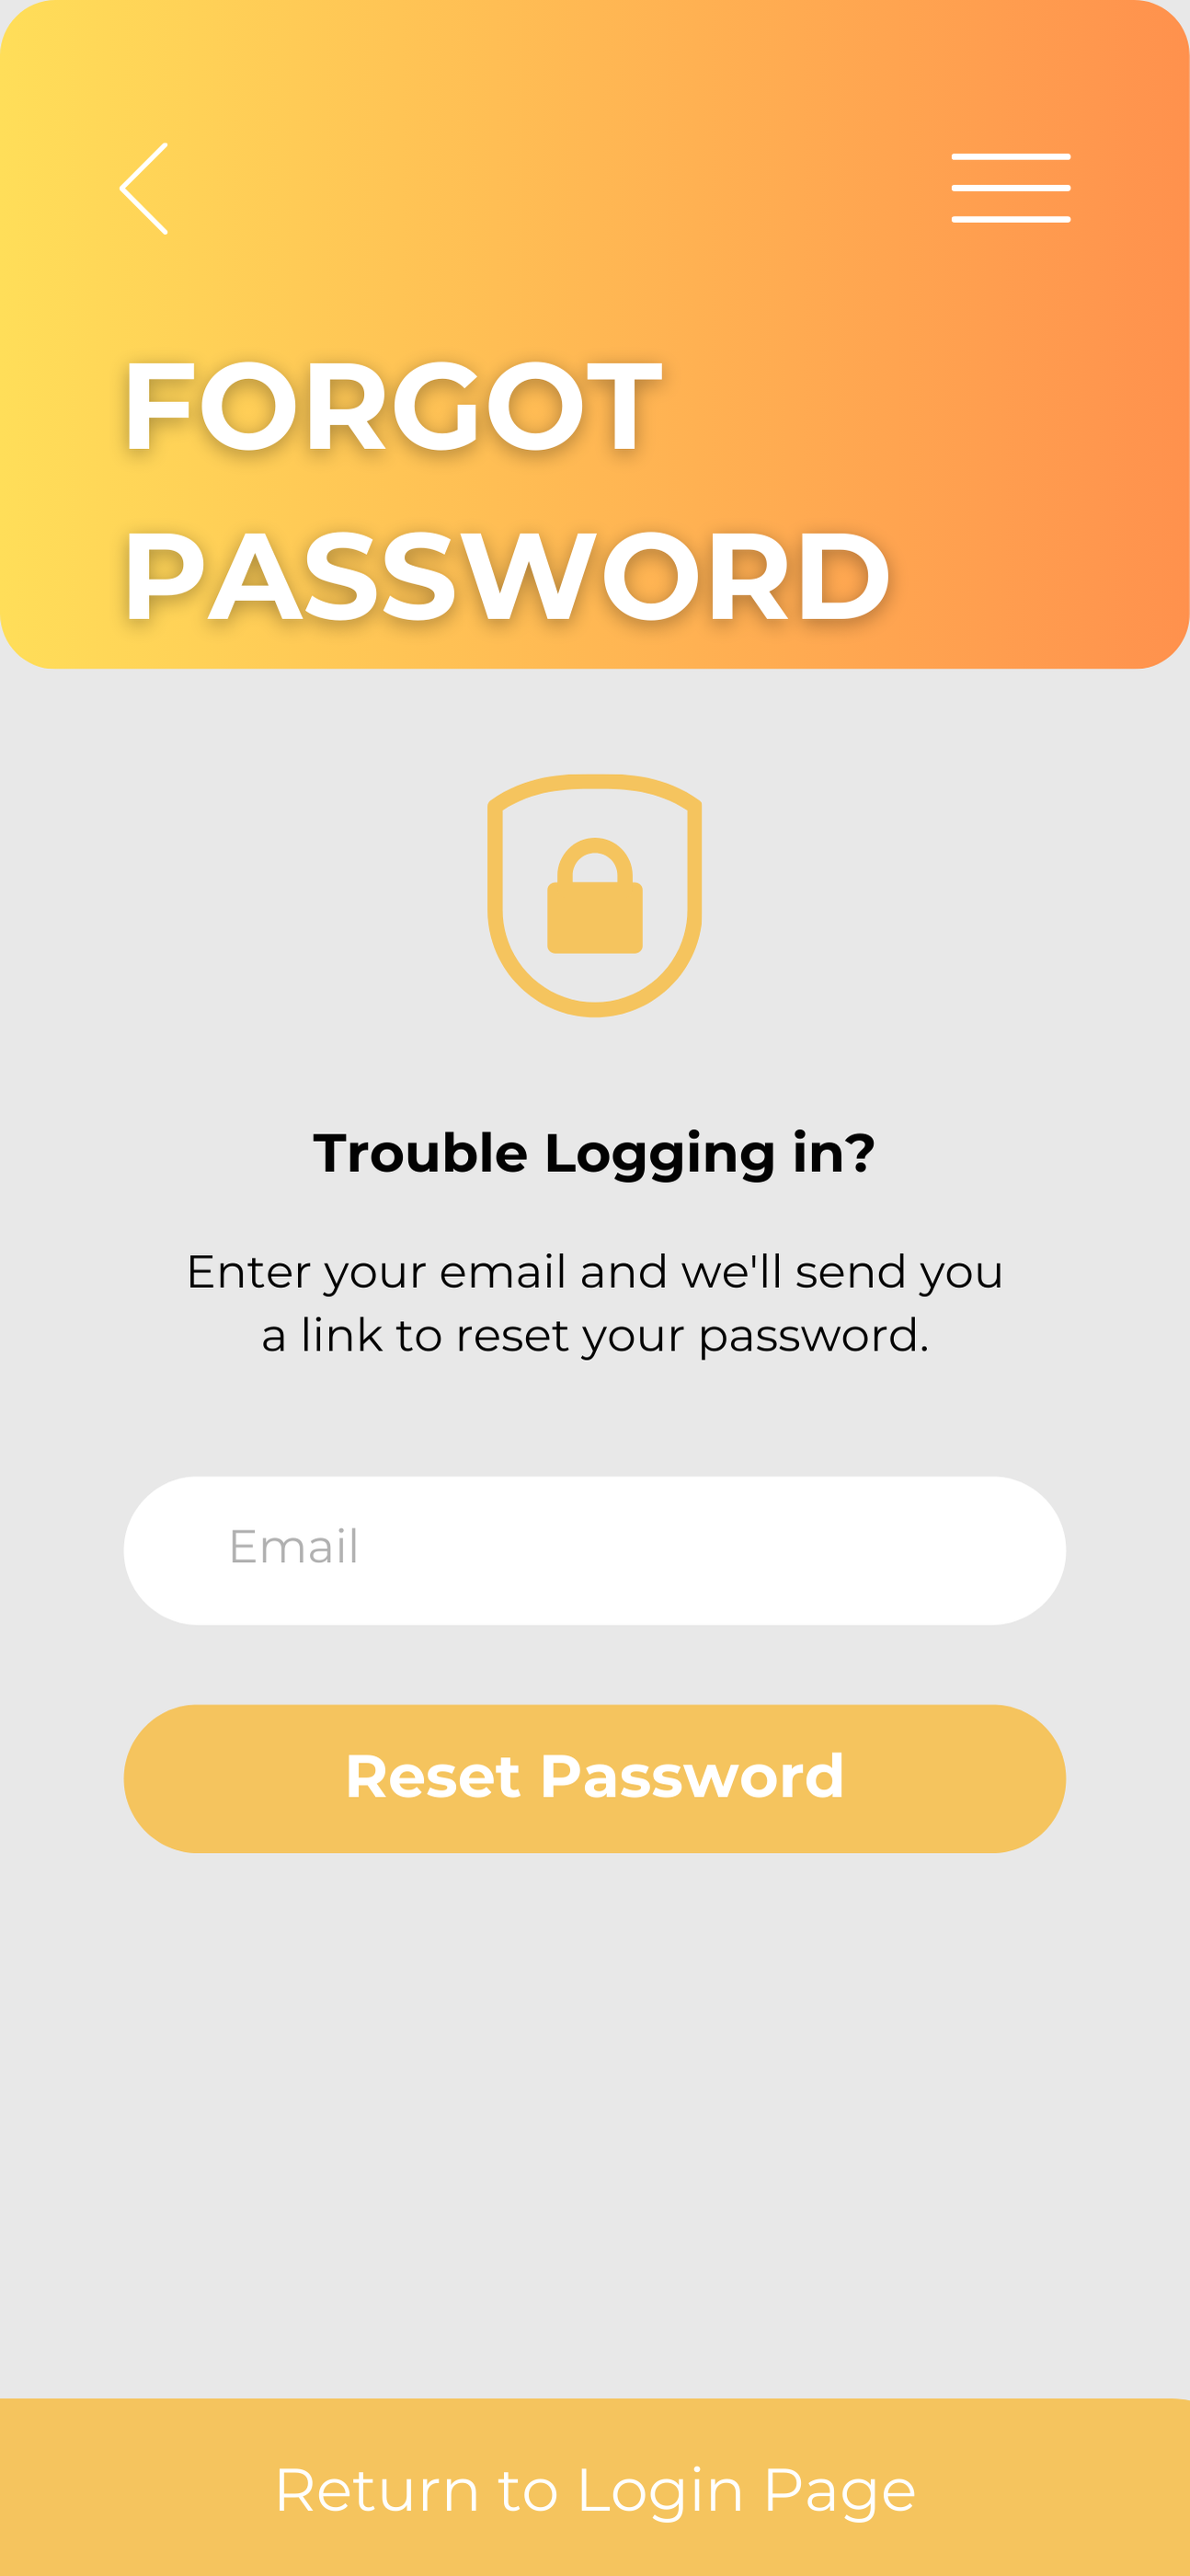 FORGOT
PASSWORD
Trouble Logging in?
Enter your email and we'll send you
a link to reset your password.
Email
Reset Password
Return to Login Page